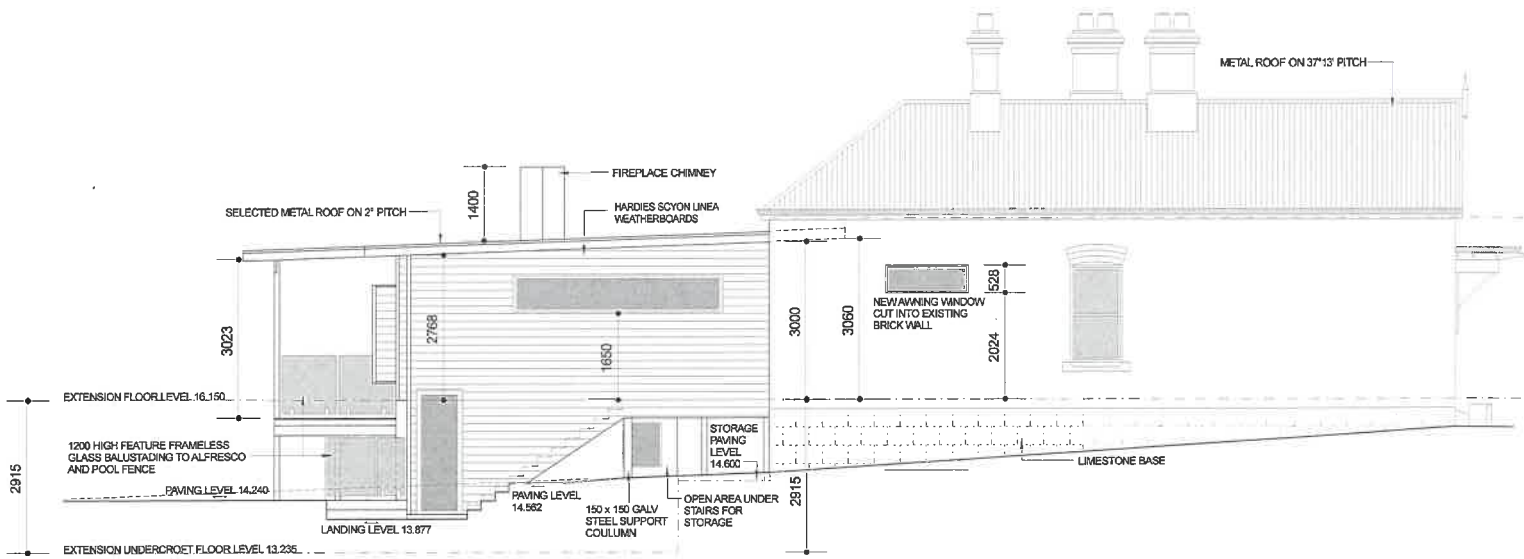 METAL ROOF ON 37°13' PITCH
FIREPLACE CHIMNEY
1400
HARDIES SCYON LINEA
WEATHERBOARDS
SELECTED METAL ROOF ON 2° PITCH
528
NEW AWNING WINDOW
CUT INTO EXISTING
BRICK WALL
3023
2768
1650
3000
3060
2024
EXTENSION FLOOR LEVEL 16.150
1200 HIGH FEATURE FRAMELESS
GLASS BALUSTADING TO ALFRESCO
AND POOL FENCE
STORAGE
PAVING
LEVEL
14.600
LIMESTONE BASE
2915
PAVING LEVEL 14.240
PAVING LEVEL
14.562
150 x 150 GALV
STEEL SUPPORT
COULUMN
OPEN AREA UNDER
STAIRS FOR
STORAGE
2915
LANDING LEVEL 13.877
EXTENSION UNDERCROFT FLOOR LEVEL 13.235